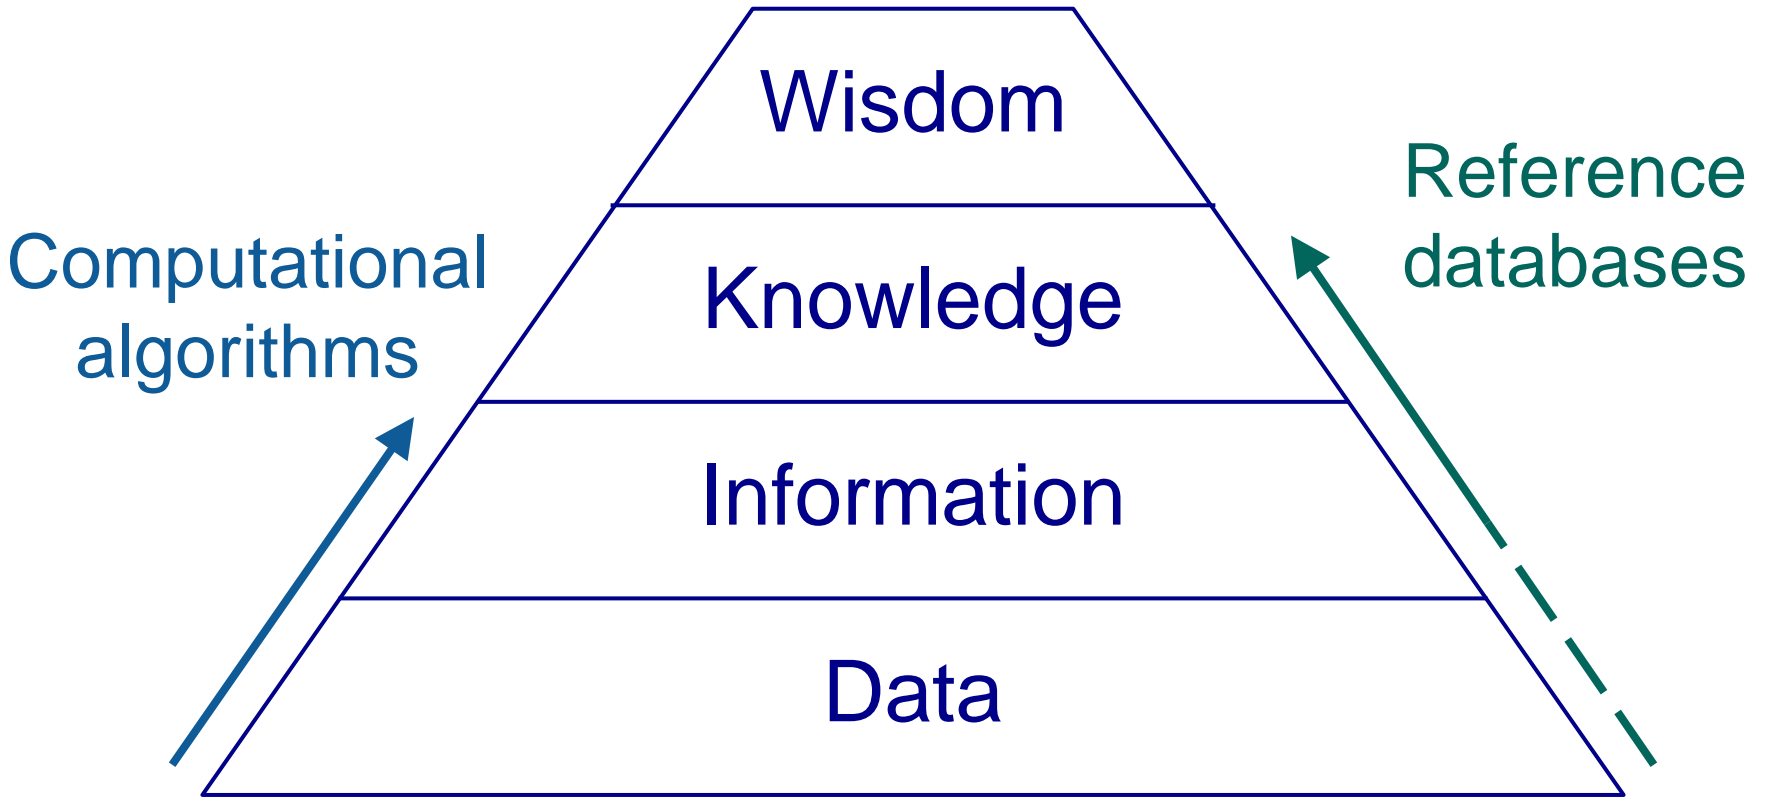 Wisdom
Reference
databases
Computational
algorithms
Knowledge
Information
Data